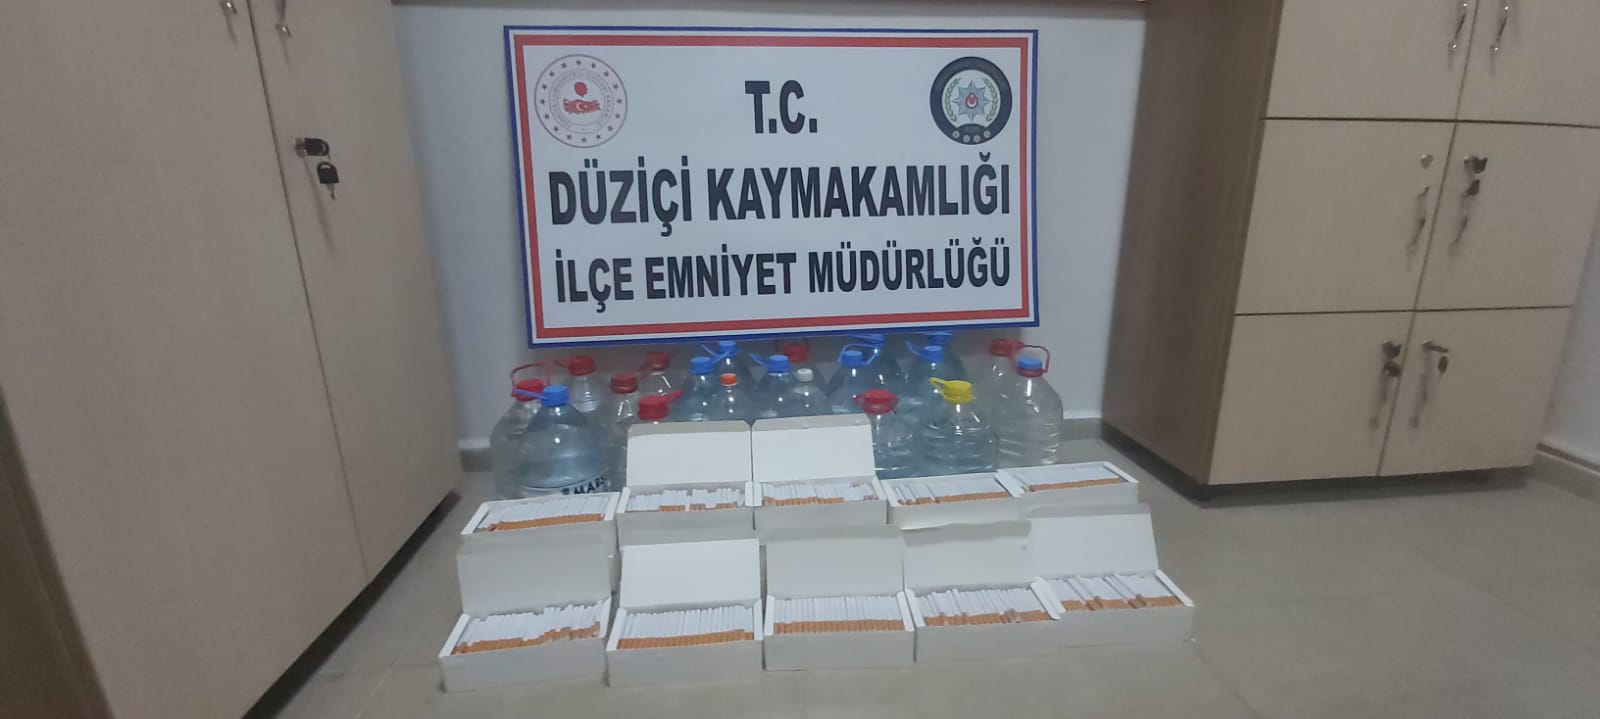 T.C.
DÜZİÇİ KAYMAKAMLIĞI
İLÇE EMNİYET MÜDÜRLÜĞÜ